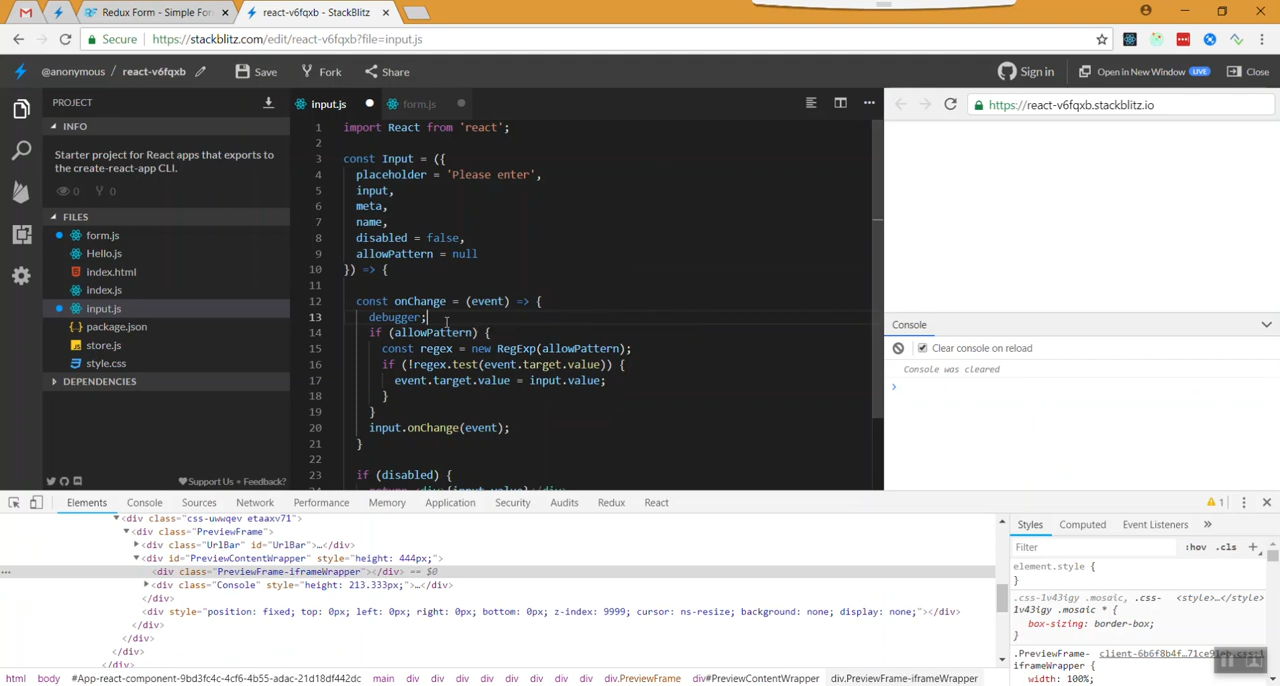 Redux Form - Simple For
react-v6fqxb - StackBlitz
Secure
https://stackblitz.com/edit/react-v6fqxb?file=input.js
@anonymous / react-v6fqxb
Save
Fork
Share
Sign in
Open in New Window LIVE
Close
PROJECT
INFO
Starter project for React apps that exports to
the create-react-app CLI.
0 0
FILES
form.js
Hello.js
index.html
index.js
input.js
package.json
store.js
style.css
DEPENDENCIES
Support Us + Feedback!
input.js
form.js
1 import React from 'react';
2
3 const Input = ({
4 placeholder = 'Please enter',
5 input,
6 meta,
7 name,
8 disabled = false,
9 allowPattern = null
10 }) => {
11
12 const onChange = (event) => {
13 debugger;
14 if (allowPattern) {
15 const regex = new RegExp(allowPattern);
16 if (!regex.test(event.target.value)) {
17 event.target.value = input.value;
18 }
19 }
20 input.onChange(event);
21 }
22
23 if (disabled) {
24 return <div>{input.value}</div>
https://react-v6fqxb.stackblitz.io
Console
Clear console on reload
Console was cleared
Elements Console Sources Network Performance Memory Application Security Audits Redux React
1
<div class="css-uwwqev etaaxv71">
<div class="PreviewFrame">
<div class="UrlBar" id="UrlBar">…</div>
<div id="PreviewContentWrapper" style="height: 444px;">
<div class="PreviewFrame-iframeWrapper"></div> == $0
<div class="Console" style="height: 213.333px;">…</div>
</div>
<div style="position: fixed; top: 0px; left: 0px; right: 0px; bottom: 0px; z-index: 9999; cursor: ns-resize; background: none; display: none;"></div>
</div>
</div>
</div>
</div>
html body #App-react-component-9bd3fc4c-4cf6-4b55-adac-21d18df442dc main div div div div div.PreviewFrame div#PreviewContentWrapper div.PreviewFrame-iframeWrapper
Styles Computed Event Listeners
Filter
:hov .cls
element.style {
}
.css-1v43igy .mosaic, .css- <style>…</style>
1v43igy .mosaic * {
box-sizing: border-box;
}
.PreviewFrame- client-6b6f8b4f…71ce91eb.css:1
iframeWrapper {
width: 100%;